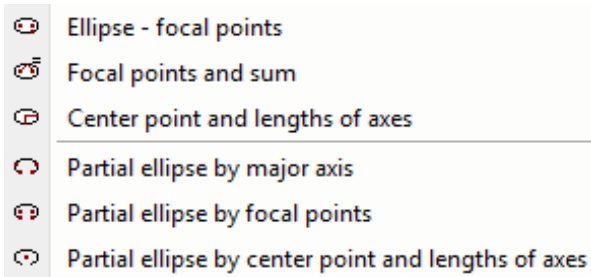 Ellipse - focal points
Focal points and sum
Center point and lengths of axes
Partial ellipse by major axis
Partial ellipse by focal points
Partial ellipse by center point and lengths of axes